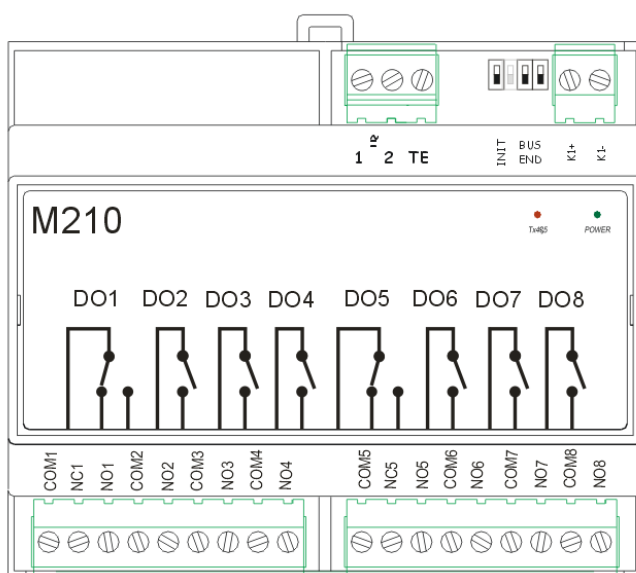 1 2 TE
INIT
BUS
END
K1+
K1-
M210
Tx485
POWER
DO1 DO2 DO3 DO4 DO5 DO6 DO7 DO8
COM1
NC1
NO1
COM2
NO2
COM3
NO3
COM4
NO4
COM5
NC5
NO5
COM6
NO6
COM7
NO7
COM8
NO8